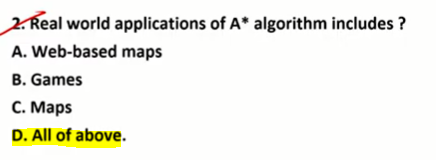 2. Real world applications of A* algorithm includes ?
A. Web-based maps
B. Games
C. Maps
D. All of above.